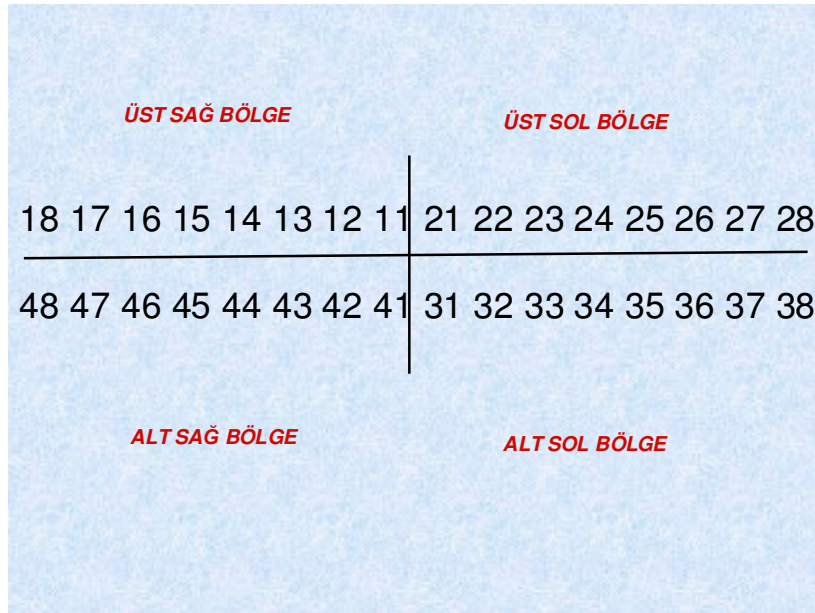 ÜST SAĞ BÖLGE ÜST SOL BÖLGE
18 17 16 15 14 13 12 11 21 22 23 24 25 26 27 28
48 47 46 45 44 43 42 41 31 32 33 34 35 36 37 38
ALT SAĞ BÖLGE ALT SOL BÖLGE